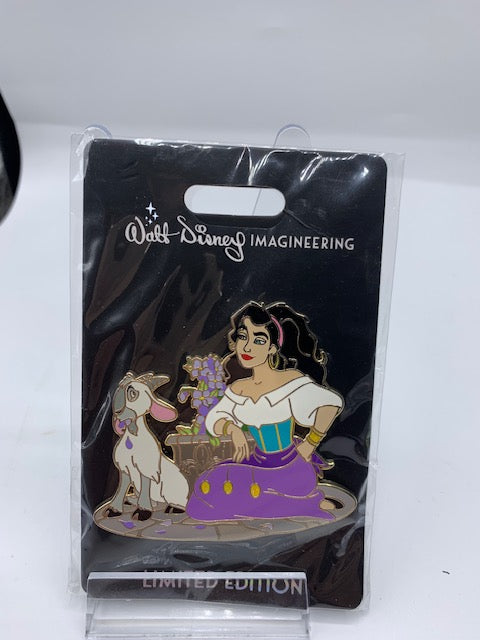 Walt Disney IMAGINEERING
LIMITED EDITION